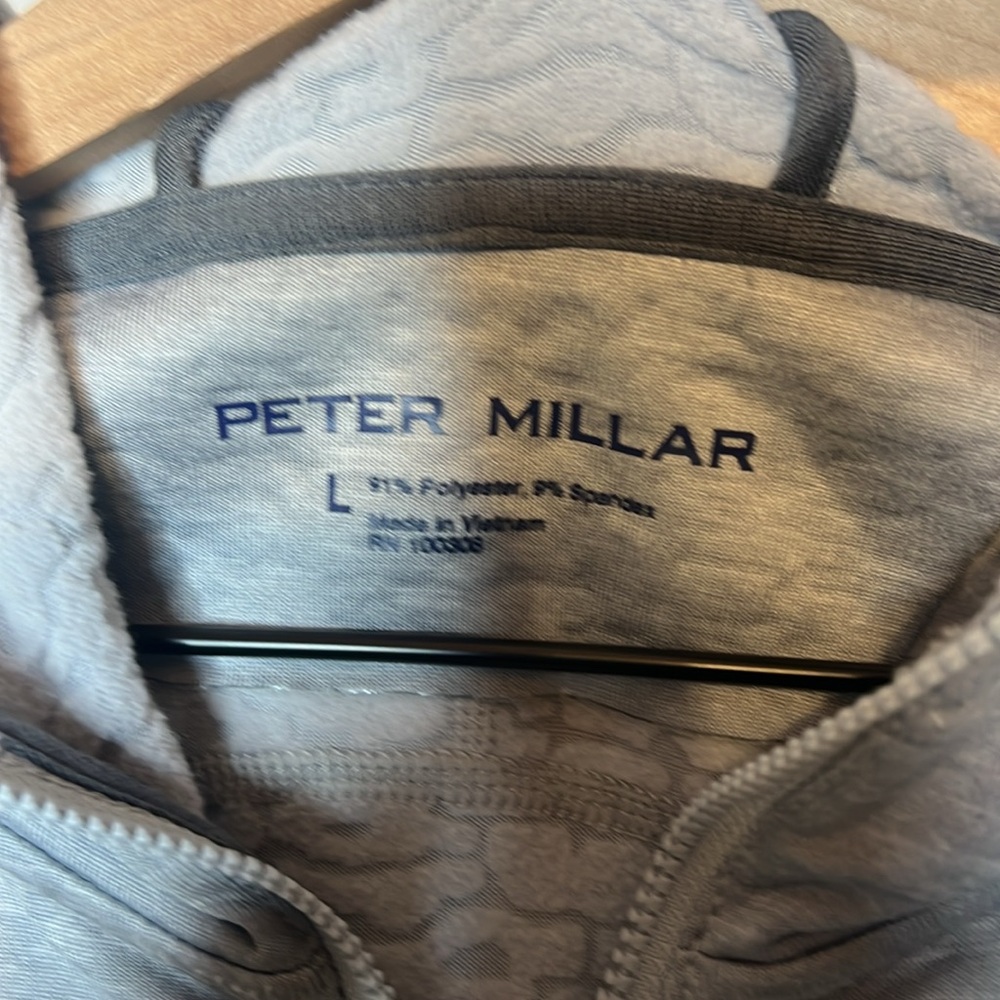 PETER MILLAR
L
91% Polyester, 9% Spandex
Made in Vietnam
RN 100308